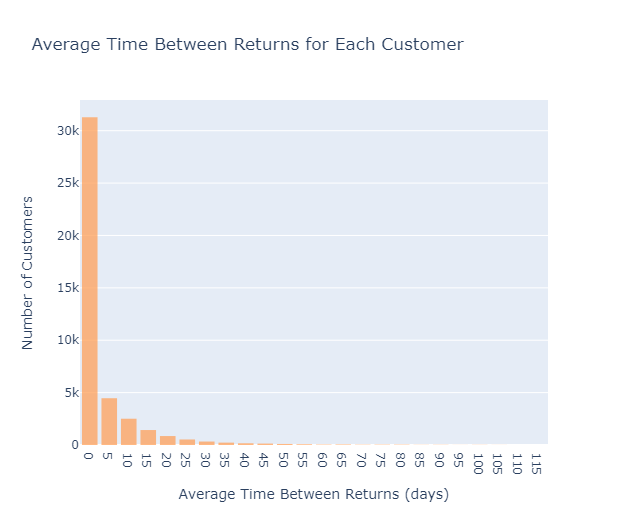 Average Time Between Returns for Each Customer
Number of Customers
30k
25k
20k
15k
10k
5k
0
0 5 10 15 20 25 30 35 40 45 50 55 60 65 70 75 80 85 90 95 100 105 110 115
Average Time Between Returns (days)